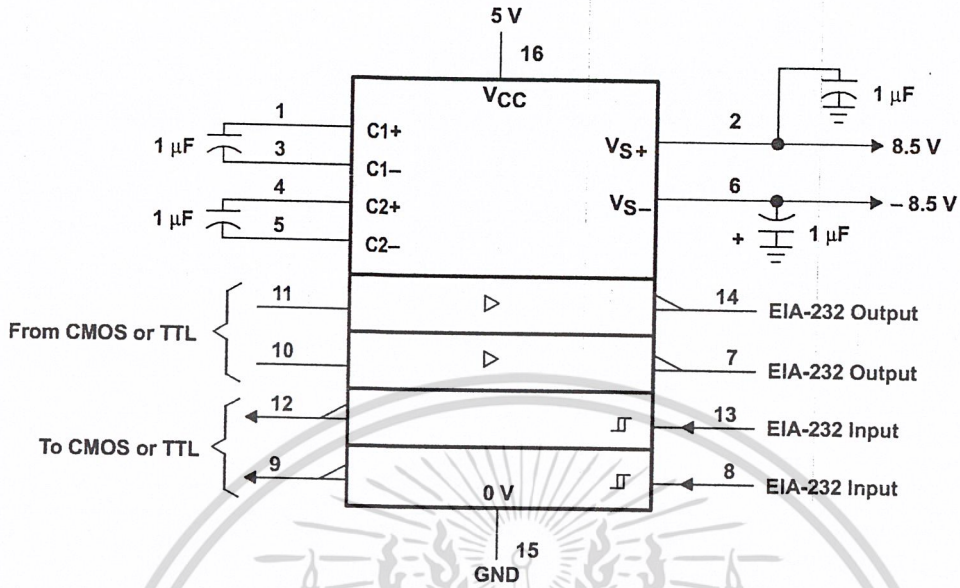 5 V
16
VCC
1
C1+
1 µF
3
C1–
4
C2+
1 µF
5
C2–
VS+
2
1 µF
8.5 V
VS–
6
– 8.5 V
+
1 µF
11
14
EIA-232 Output
From CMOS or TTL
10
7
EIA-232 Output
12
13
EIA-232 Input
To CMOS or TTL
9
8
EIA-232 Input
0 V
15
GND